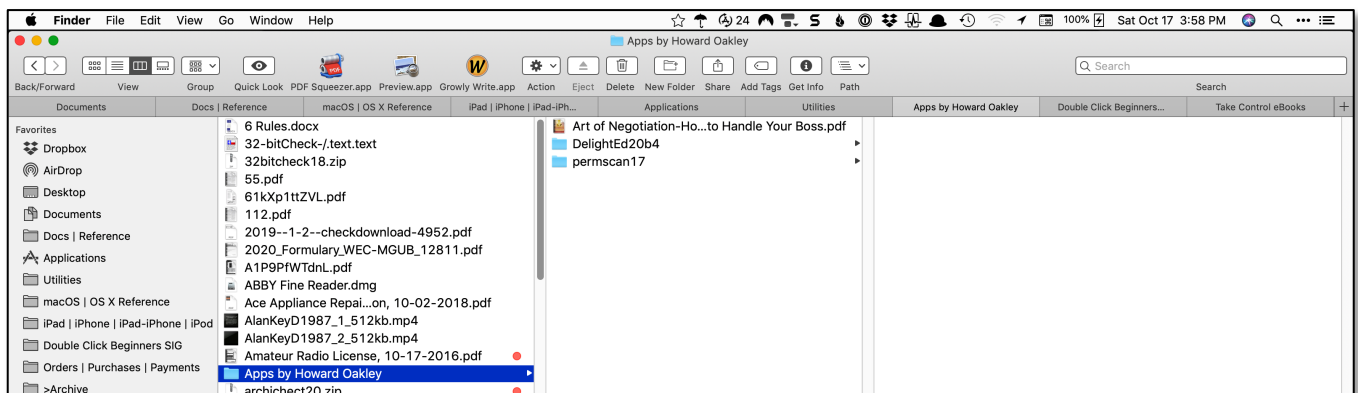 Finder File Edit View Go Window Help 24 100% Sat Oct 17 3:58 PM
Apps by Howard Oakley
Search
Back/Forward View Group Quick Look PDF Squeezer.app Preview.app Growly Write.app Action Eject Delete New Folder Share Add Tags Get Info Path Search
Documents Docs | Reference macOS | OS X Reference iPad | iPhone | iPad-iPh... Applications Utilities Apps by Howard Oakley Double Click Beginners... Take Control eBooks
Favorites
Dropbox
AirDrop
Desktop
Documents
Docs | Reference
Applications
Utilities
macOS | OS X Reference
iPad | iPhone | iPad-iPhone | iPod
Double Click Beginners SIG
Orders | Purchases | Payments
>Archive
6 Rules.docx
32-bitCheck-/.text.text
32bitcheck18.zip
55.pdf
61kXp1ttZVL.pdf
112.pdf
2019--1-2--checkdownload-4952.pdf
2020_Formulary_WEC-MGUB_12811.pdf
A1P9PfWTdnL.pdf
ABBY Fine Reader.dmg
Ace Appliance Repai...on, 10-02-2018.pdf
AlanKeyD1987_1_512kb.mp4
AlanKeyD1987_2_512kb.mp4
Amateur Radio License, 10-17-2016.pdf
Apps by Howard Oakley
archichect20.zip
Art of Negotiation-Ho...to Handle Your Boss.pdf
DelightEd20b4
permscan17